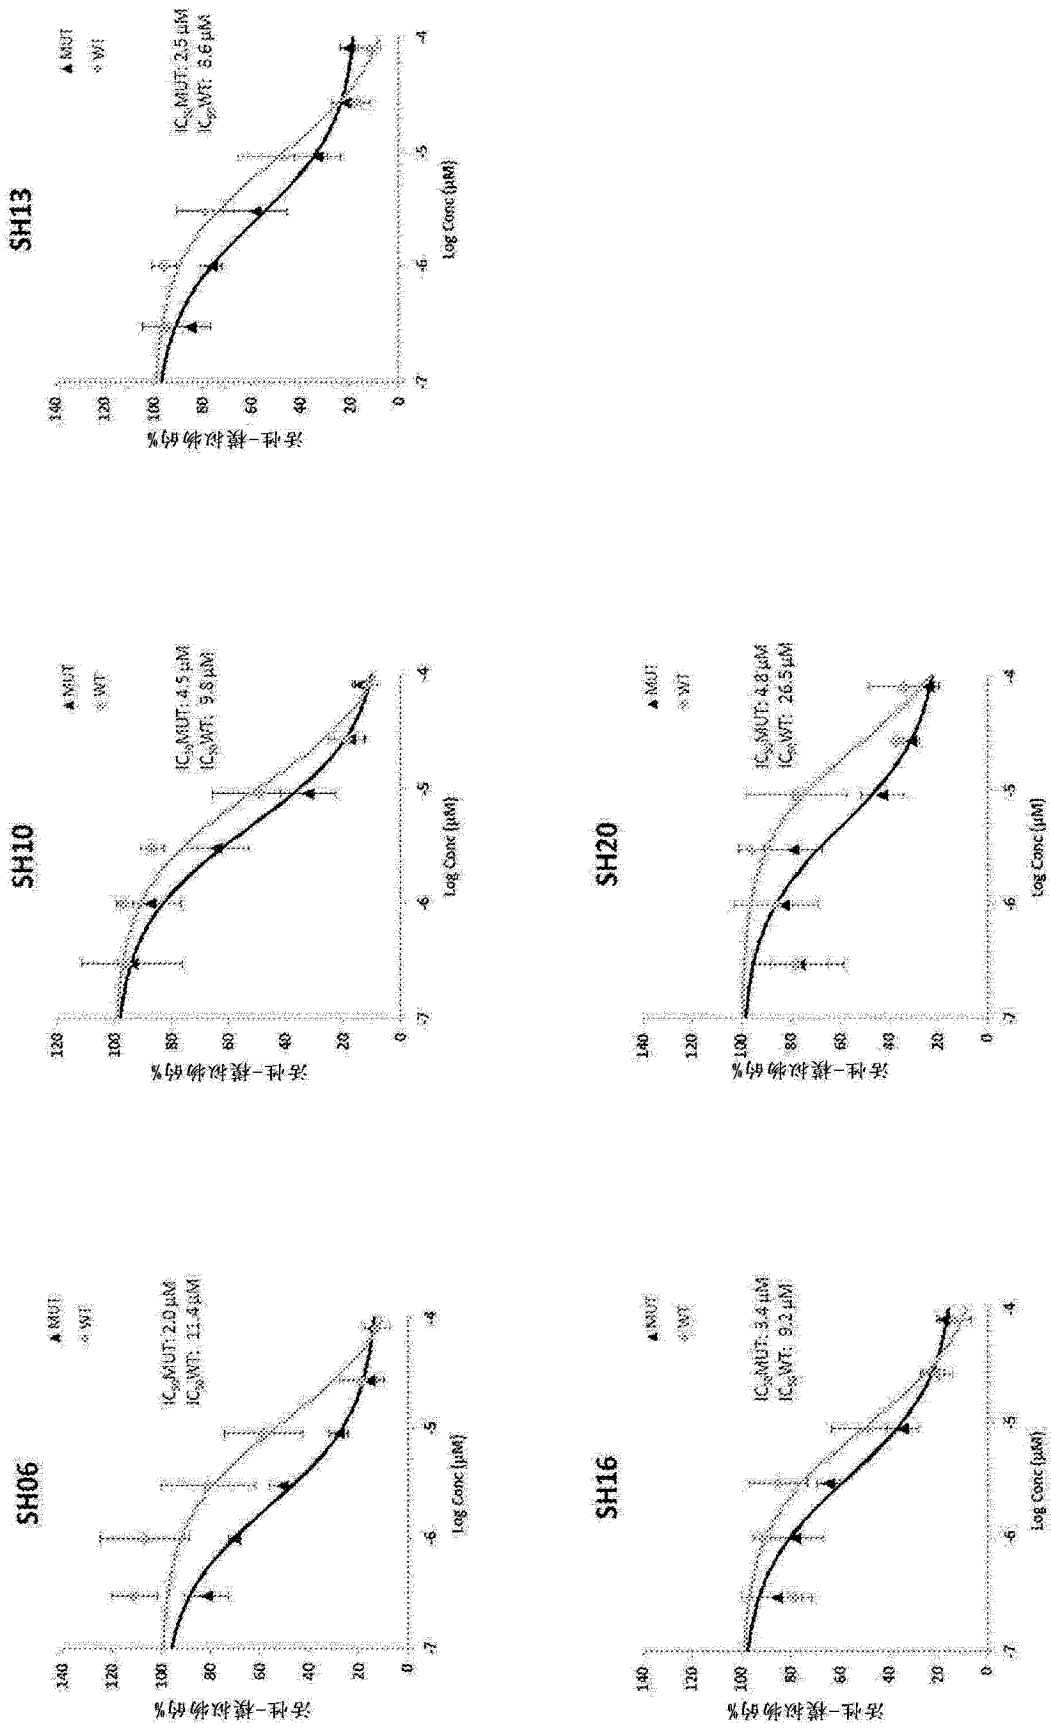 SH06
140
120
100
80
60
40
20
0
-7
-6
-5
-4
活性-模拟物的%
Log Conc (µM)
▲ MUT
WT
IC₅₀MUT: 2.0 µM
IC₅₀WT: 11.4 µM
SH10
120
100
80
60
40
20
0
-7
-6
-5
-4
活性-模拟物的%
Log Conc (µM)
▲ MUT
WT
IC₅₀MUT: 4.5 µM
IC₅₀WT: 9.8 µM
SH13
140
120
100
80
60
40
20
0
-7
-6
-5
-4
活性-模拟物的%
Log Conc (µM)
▲ MUT
WT
IC₅₀MUT: 2.5 µM
IC₅₀WT: 8.6 µM
SH16
140
120
100
80
60
40
20
0
-7
-6
-5
-4
活性-模拟物的%
Log Conc (µM)
▲ MUT
WT
IC₅₀MUT: 3.4 µM
IC₅₀WT: 9.2 µM
SH20
140
120
100
80
60
40
20
0
-7
-6
-5
-4
活性-模拟物的%
Log Conc (µM)
▲ MUT
WT
IC₅₀MUT: 4.8 µM
IC₅₀WT: 26.5 µM